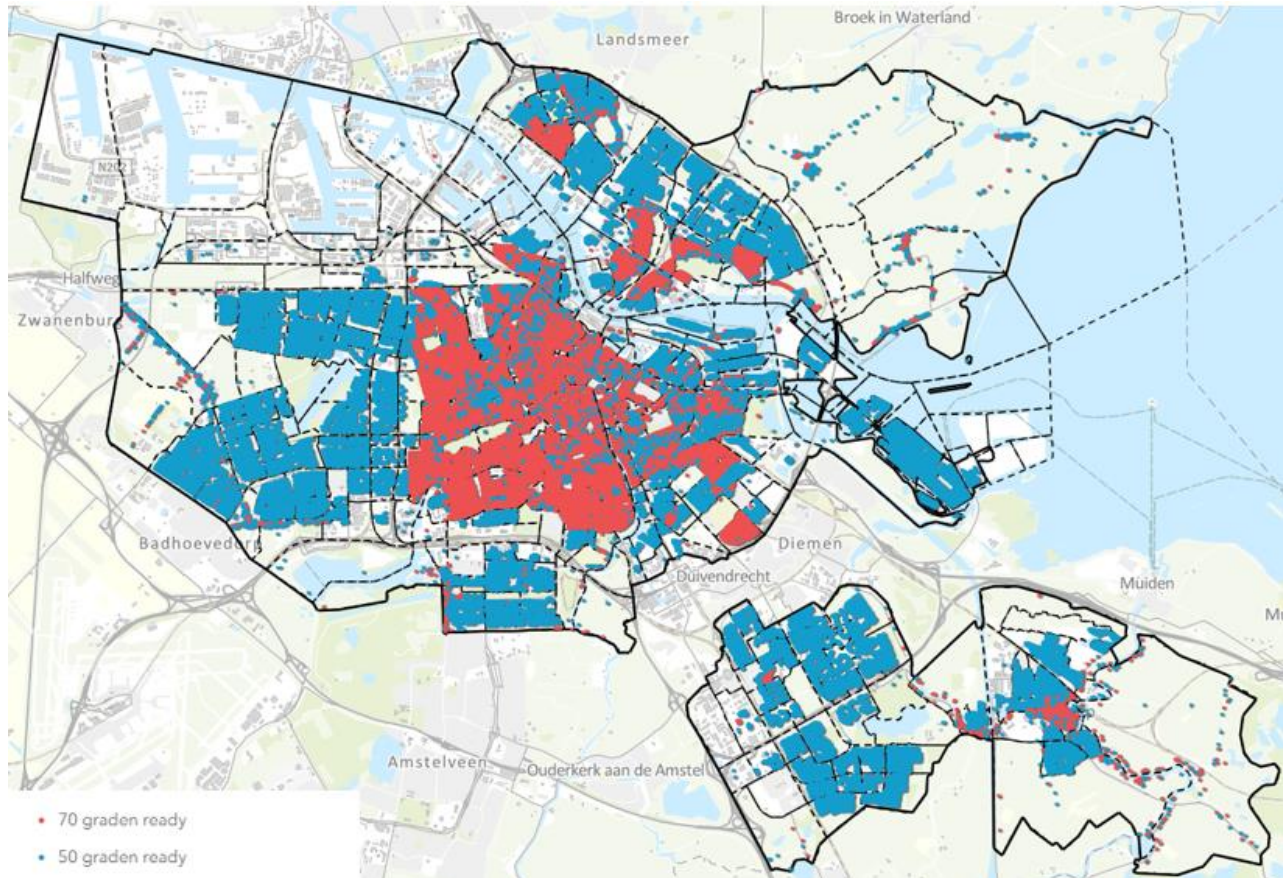 Broek in Waterland
Landsmeer
N202
Halfweg
Zwanenburg
Badhoevedorp
Diemen
Duivendrecht
Muiden
Amstelveen
Ouderkerk aan de Amstel
70 graden ready
50 graden ready